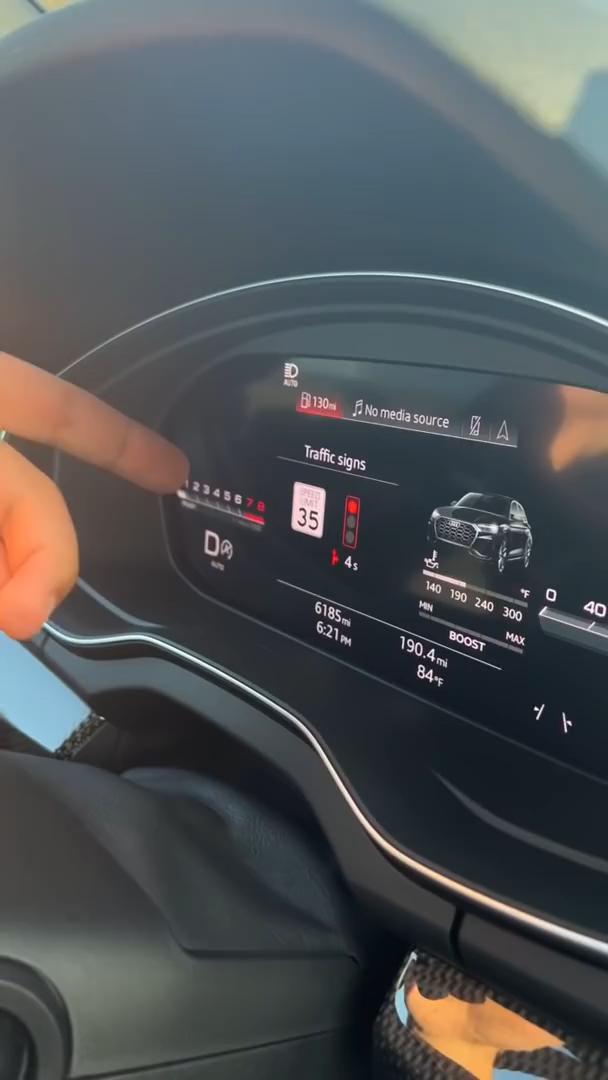 AUTO
130mi
No media source
Traffic signs
1 2 3 4 5 6 7 8
SPEED
LIMIT
35
D
AUTO
4s
°F
140 190 240 300
MIN
BOOST
MAX
0 40
6185mi
6:21PM
190.4mi
84°F